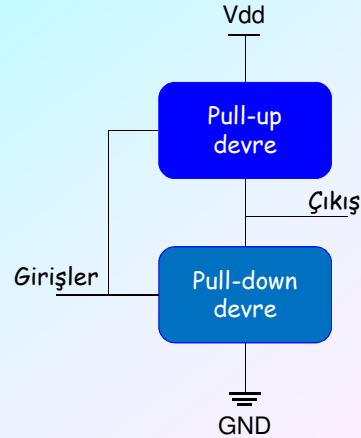 Vdd
Pull-up
devre
Çıkış
Girişler
Pull-down
devre
GND